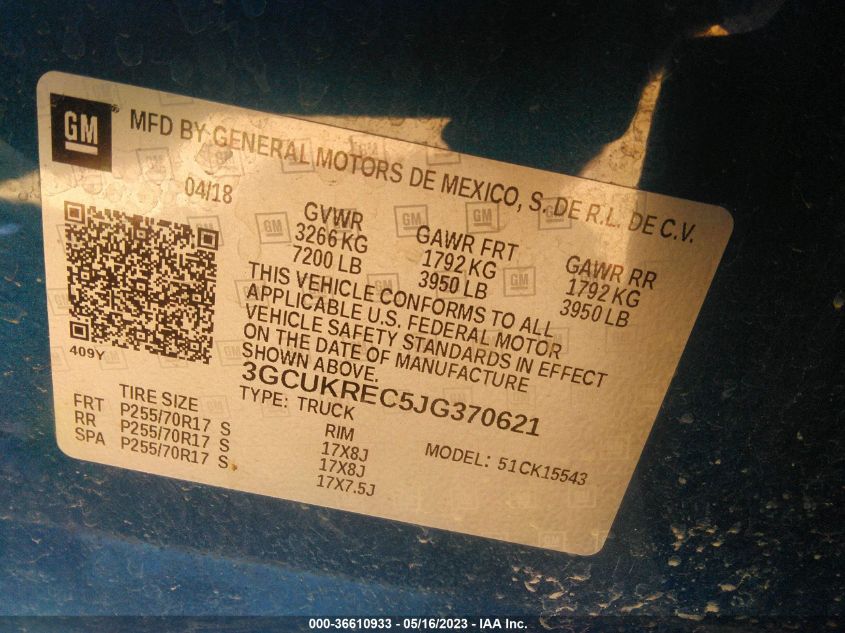 GM
MFD BY GENERAL MOTORS DE MEXICO, S. DE R.L. DE C.V.
04/18
GVWR GAWR FRT GAWR RR
3266 KG 1792 KG 1792 KG
7200 LB 3950 LB 3950 LB
THIS VEHICLE CONFORMS TO ALL
APPLICABLE U.S. FEDERAL MOTOR
VEHICLE SAFETY STANDARDS IN EFFECT
ON THE DATE OF MANUFACTURE
SHOWN ABOVE.
409Y
3GCUKREC5JG370621
TYPE: TRUCK
MODEL: 51CK15543
TIRE SIZE RIM
FRT P255/70R17 S 17X8J
RR P255/70R17 S 17X8J
SPA P255/70R17 S 17X7.5J
000-36610933 - 05/16/2023 - IAA Inc.